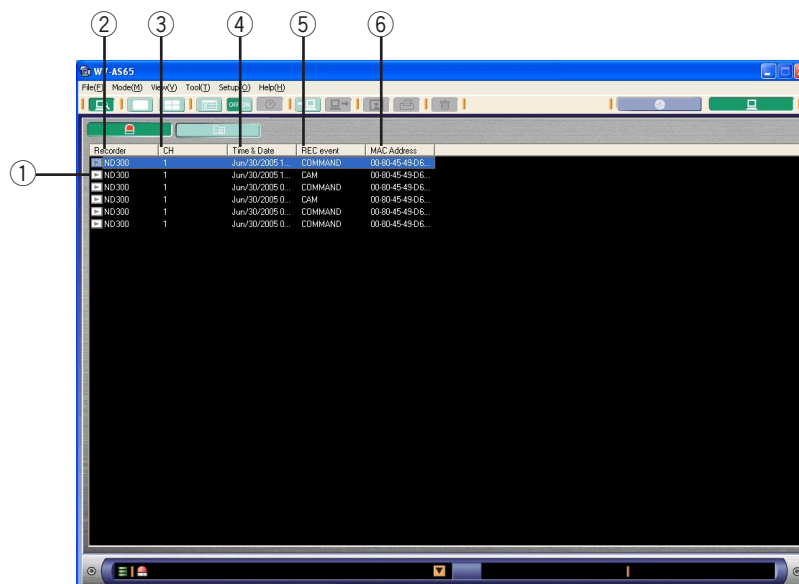 ② ③ ④ ⑤ ⑥
WV-AS65
File(F) Mode(M) View(V) Tool(T) Setup(O) Help(H)
OFF ON
Recorder CH Time & Date REC event MAC Address
①
ND300 1 Jun/30/2005 1... COMMAND 00-80-45-49-D6...
ND300 1 Jun/30/2005 1... CAM 00-80-45-49-D6...
ND300 1 Jun/30/2005 0... COMMAND 00-80-45-49-D6...
ND300 1 Jun/30/2005 0... CAM 00-80-45-49-D6...
ND300 1 Jun/30/2005 0... COMMAND 00-80-45-49-D6...
ND300 1 Jun/30/2005 0... COMMAND 00-80-45-49-D6...